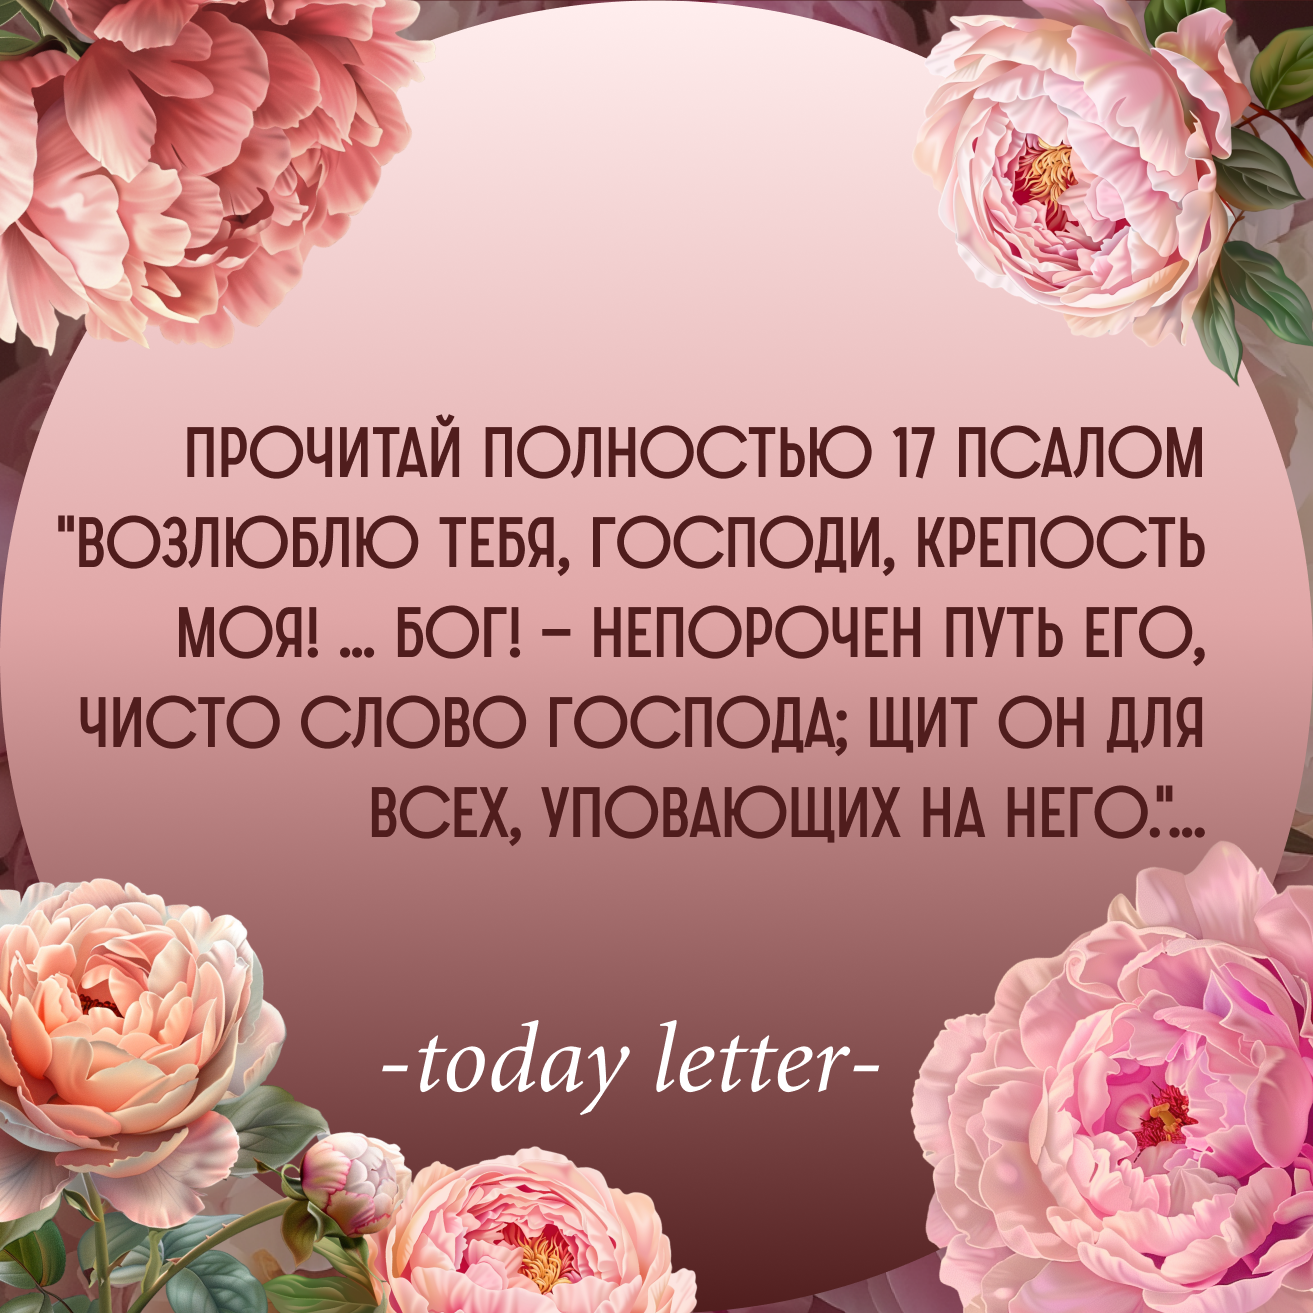 ПРОЧИТАЙ ПОЛНОСТЬЮ 17 ПСАЛОМ
"ВОЗЛЮБЛЮ ТЕБЯ, ГОСПОДИ, КРЕПОСТЬ
МОЯ! ... БОГ! – НЕПОРОЧЕН ПУТЬ ЕГО,
ЧИСТО СЛОВО ГОСПОДА; ЩИТ ОН ДЛЯ
ВСЕХ, УПОВАЮЩИХ НА НЕГО."...
-today letter-